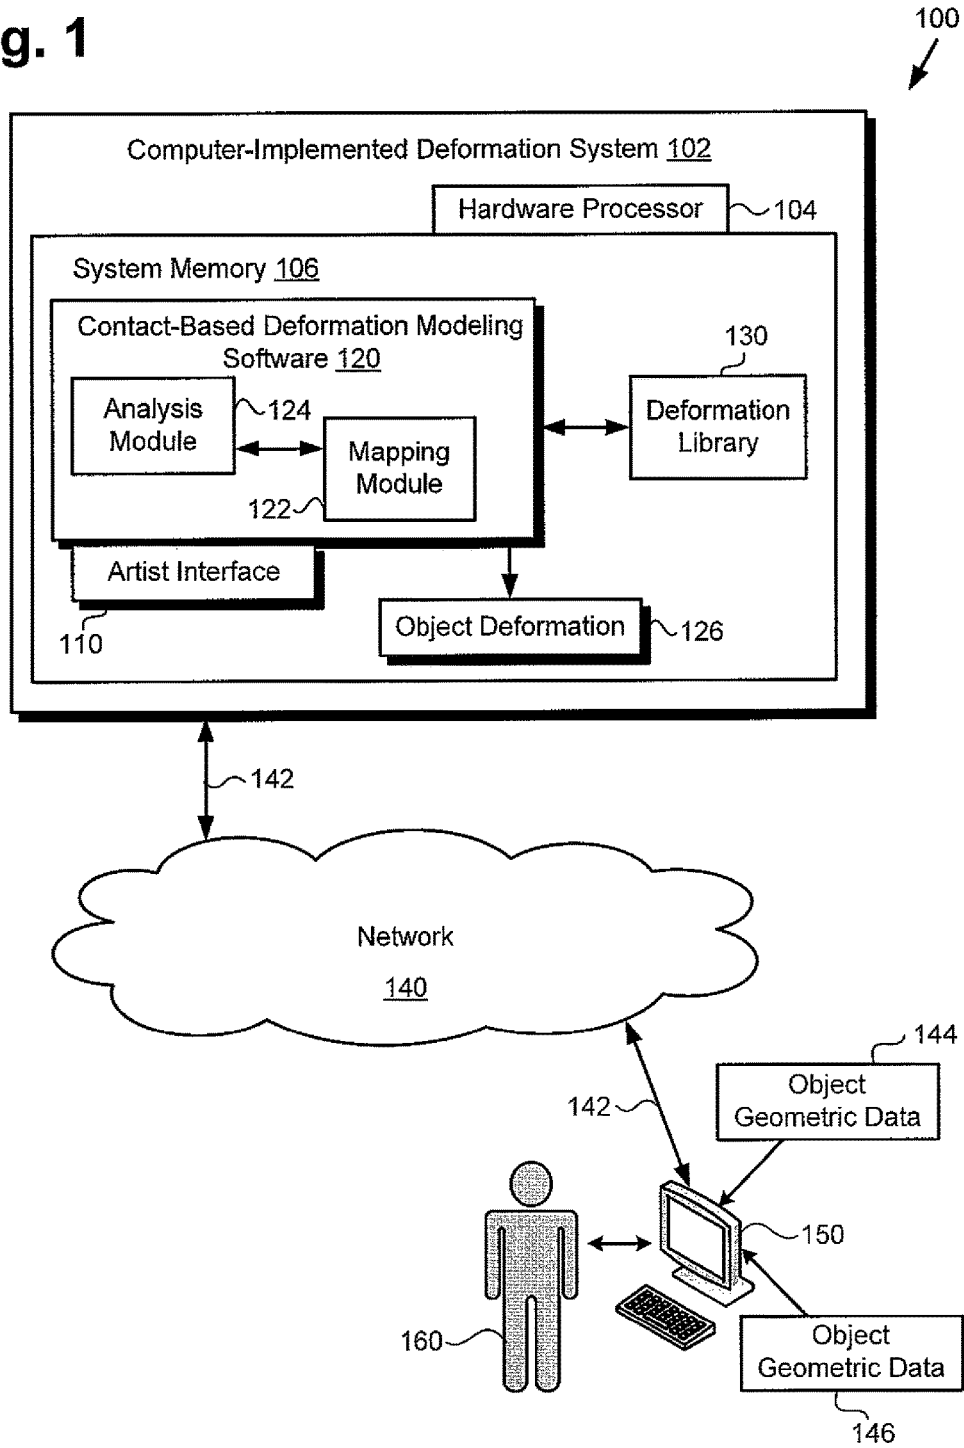 g. 1
100
Computer-Implemented Deformation System 102
Hardware Processor
104
System Memory 106
Contact-Based Deformation Modeling
Software 120
130
Analysis
Module
124
Mapping
Module
122
Deformation
Library
Artist Interface
110
Object Deformation
126
142
Network
140
144
Object
Geometric Data
142
150
160
Object
Geometric Data
146